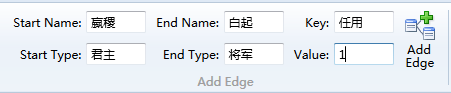 Start Name: 嬴稷 End Name: 白起 Key: 任用
Start Type: 君主 End Type: 将军 Value: 1
Add Edge
Add Edge